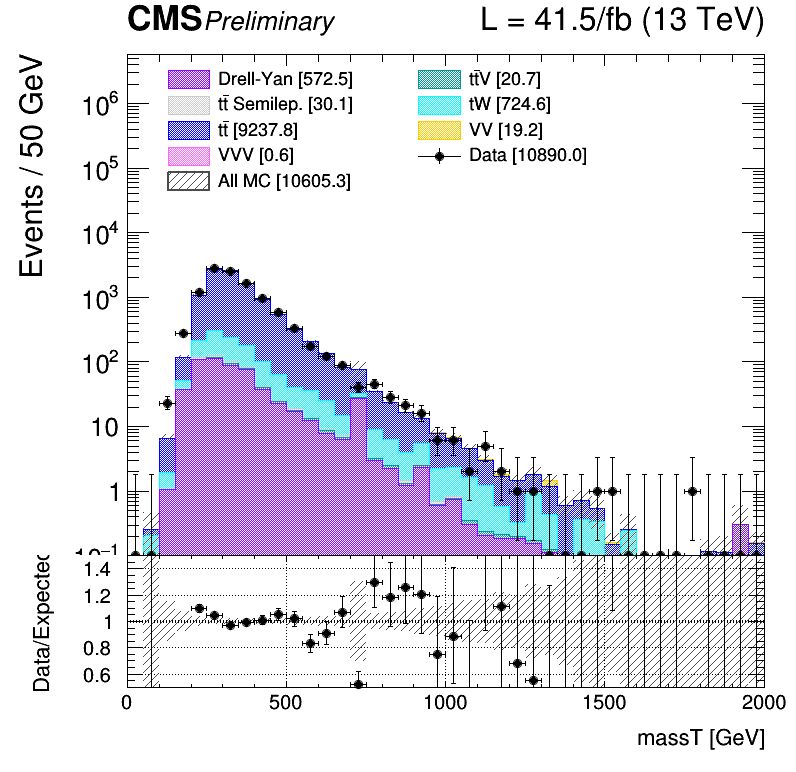 CMS Preliminary L = 41.5/fb (13 TeV)
Drell-Yan [572.5] tt̄V [20.7]
tt̄ Semilep. [30.1] tW [724.6]
tt̄ [9237.8] VV [19.2]
VVV [0.6] Data [10890.0]
All MC [10605.3]
Events / 50 GeV
10⁶
10⁵
10⁴
10³
10²
10
1
10⁻¹
Data/Expected
1.4
1.2
1
0.8
0.6
0 500 1000 1500 2000
massT [GeV]